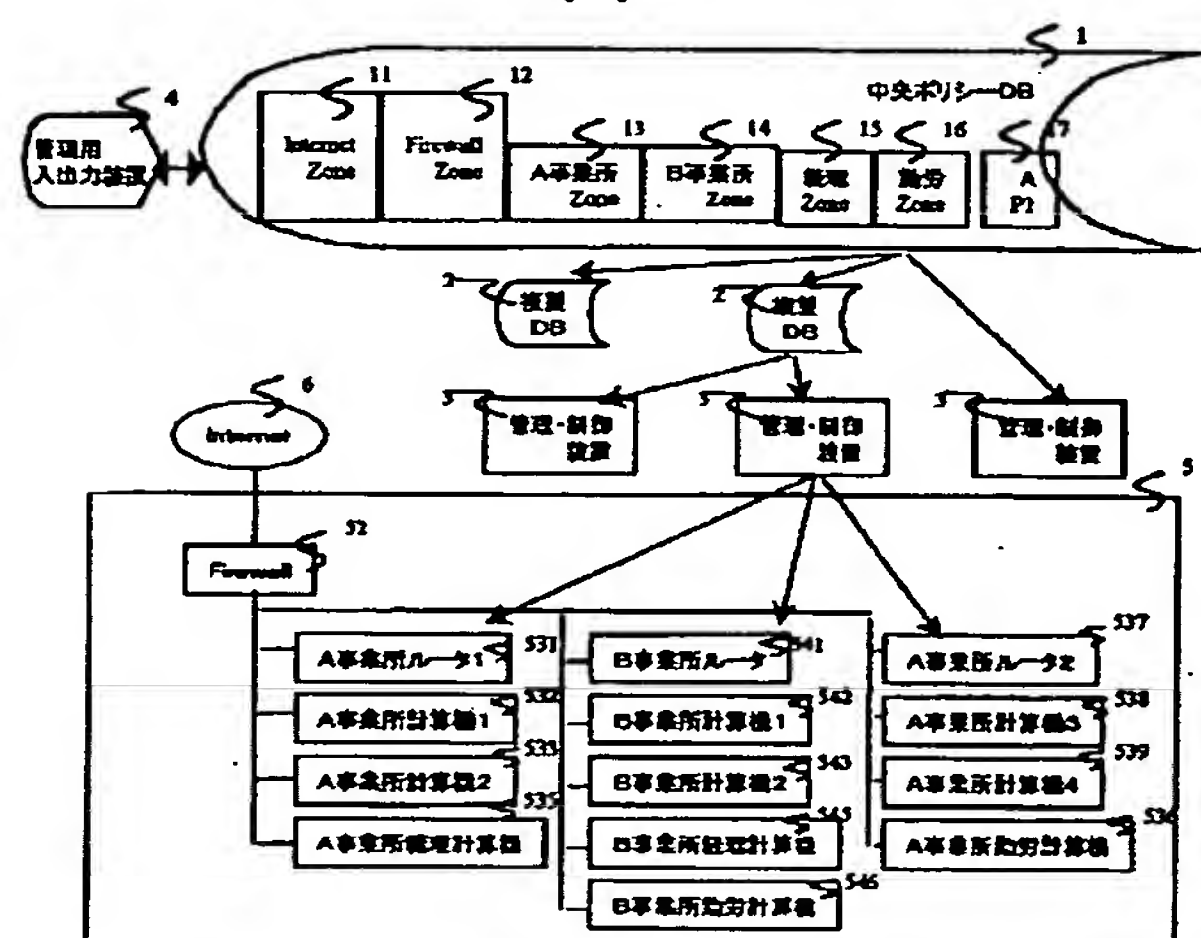 1
11
12
4
中央ポリシーDB
管理用
入出力装置
Internet
Zone
Firewall
Zone
13
A事業所
Zone
14
B事業所
Zone
15
経理
Zone
16
勤労
Zone
17
A
P1
2
複製
DB
2
複製
DB
6
Internet
3
管理・制御
装置
3
管理・制御
装置
3
管理・制御
装置
5
52
Firewall
A事業所ルータ1
531
B事業所ルータ
541
A事業所ルータ2
537
A事業所計算機1
532
B事業所計算機1
542
A事業所計算機3
538
A事業所計算機2
533
B事業所計算機2
543
A事業所計算機4
539
A事業所経理計算機
535
B事業所経理計算機
545
A事業所勤労計算機
536
B事業所勤労計算機
546